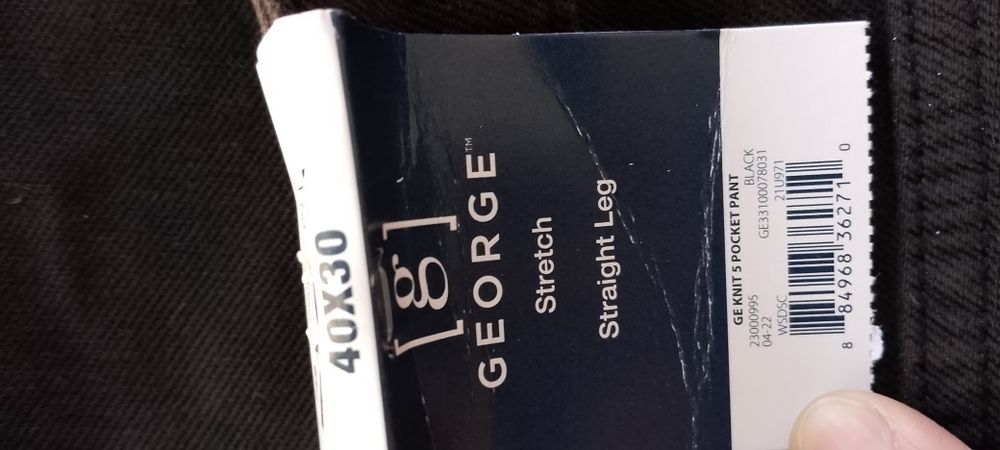 40X30
[g]
GEORGE™
Stretch
Straight Leg
GE KNIT 5 POCKET PANT
23000995 BLACK
04-22 GE33100078031
WSDSC 21U971
8 84968 36271 0